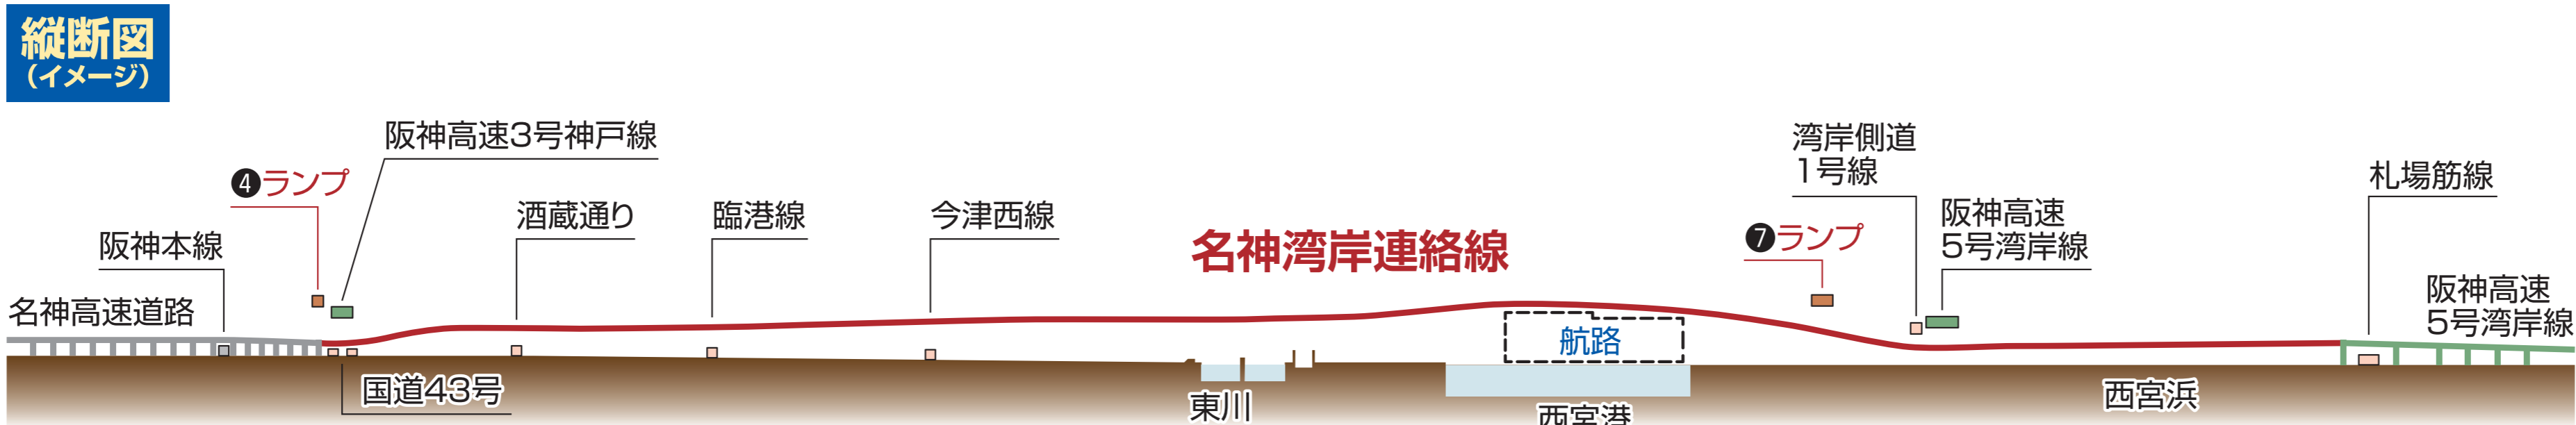 縦断図
（イメージ）
阪神高速3号神戸線
❹ランプ
阪神本線
名神高速道路
国道43号
酒蔵通り
臨港線
今津西線
名神湾岸連絡線
東川
航路
西宮港
❼ランプ
湾岸側道
1号線
阪神高速
5号湾岸線
西宮浜
札場筋線
阪神高速
5号湾岸線